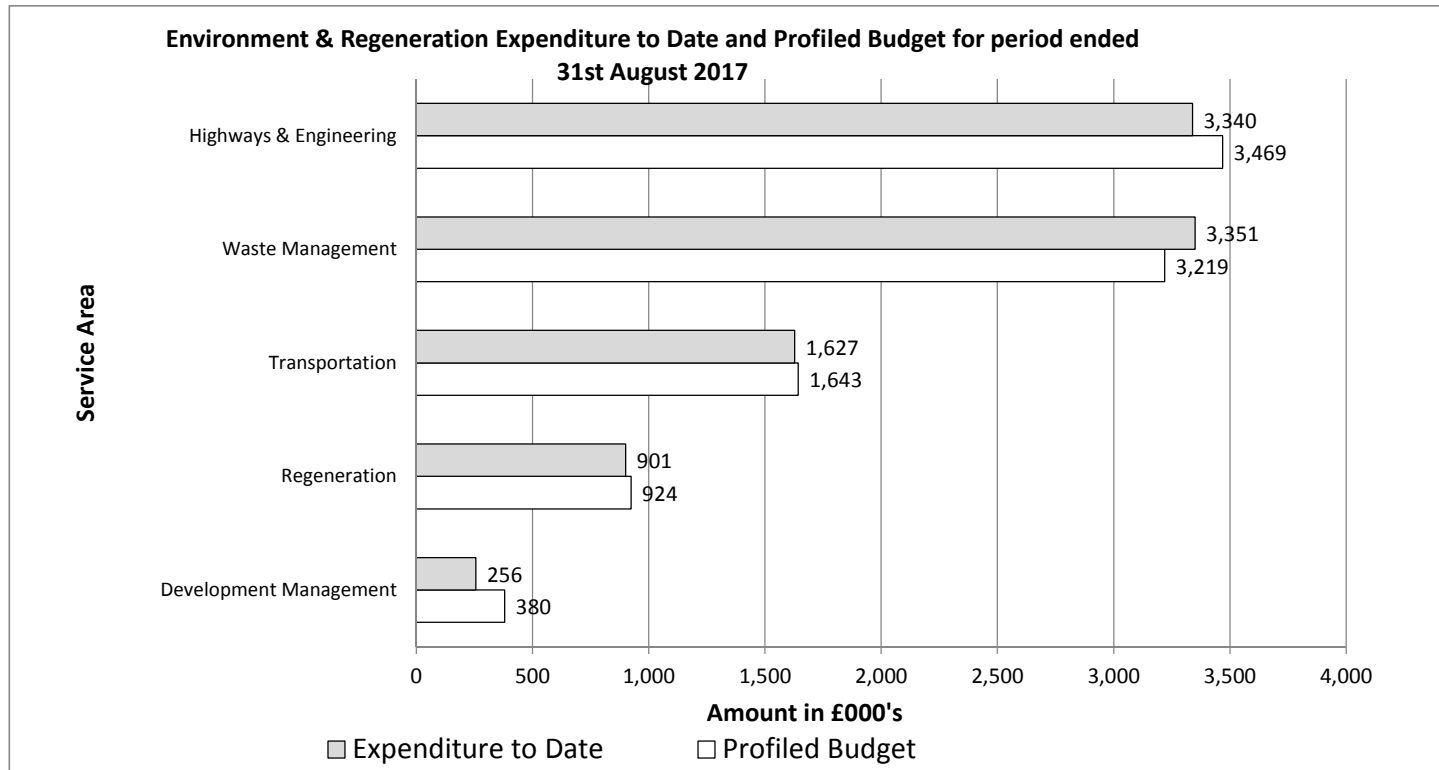 Environment & Regeneration Expenditure to Date and Profiled Budget for period ended
31st August 2017
Service Area
Highways & Engineering
3,340
3,469
Waste Management
3,351
3,219
Transportation
1,627
1,643
Regeneration
901
924
Development Management
256
380
0 500 1,000 1,500 2,000 2,500 3,000 3,500 4,000
Amount in £000's
Expenditure to Date Profiled Budget